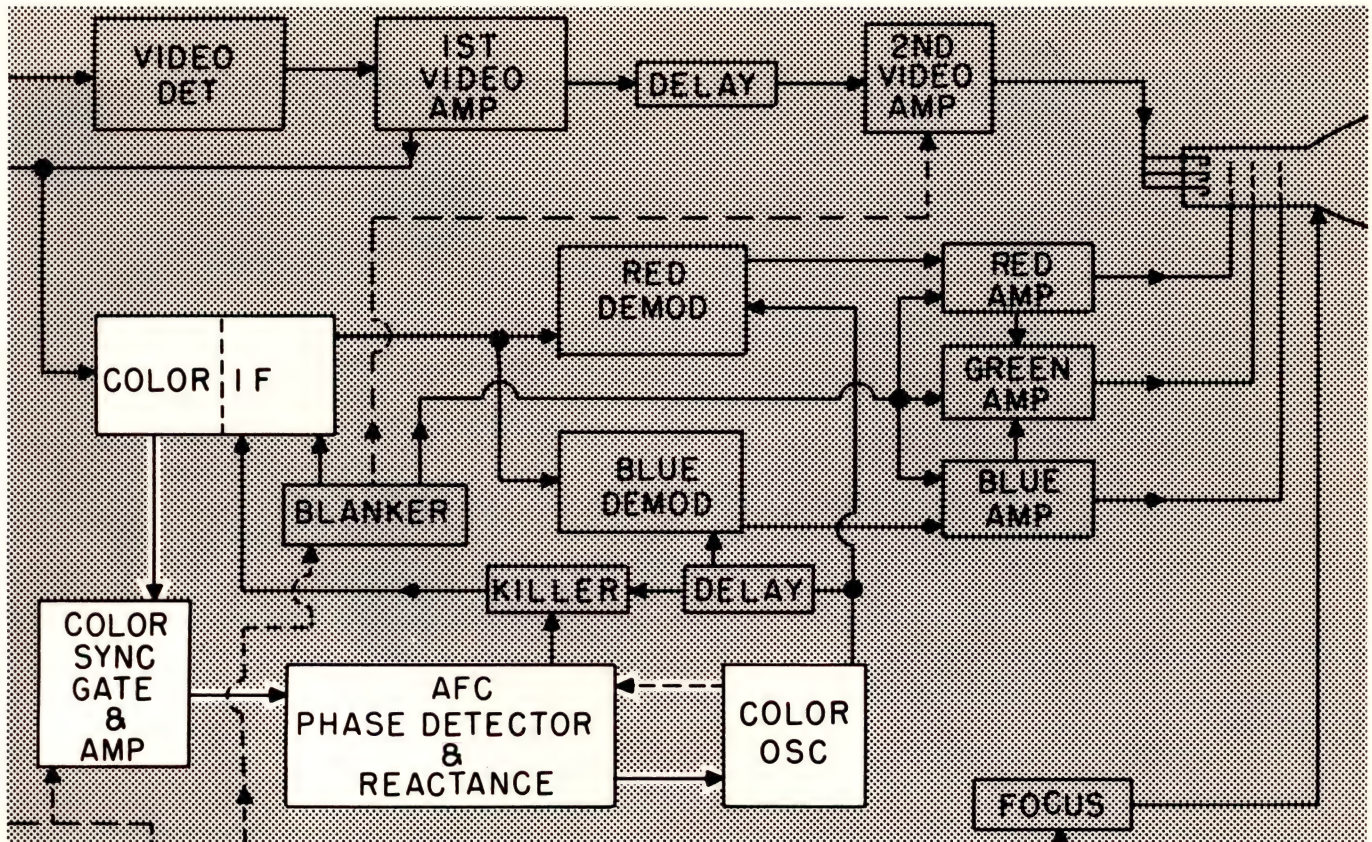 VIDEO
DET
1ST
VIDEO
AMP
DELAY
2ND
VIDEO
AMP
RED
DEMOD
RED
AMP
COLOR IF
GREEN
AMP
BLUE
DEMOD
BLUE
AMP
BLANKER
KILLER
DELAY
COLOR
SYNC
GATE
&
AMP
AFC
PHASE DETECTOR
&
REACTANCE
COLOR
OSC
FOCUS